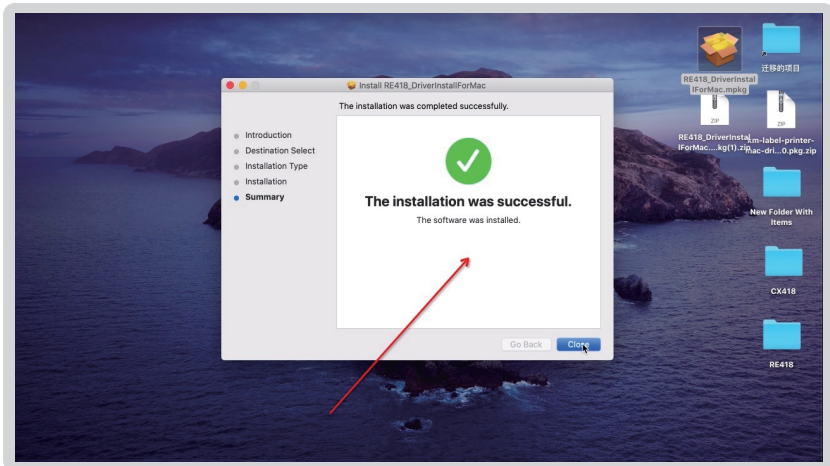 Install RE418_DriverInstallForMac
The installation was completed successfully.
Introduction
Destination Select
Installation Type
Installation
Summary
The installation was successful.
The software was installed.
Go Back
Close
迁移的项目
RE418_DriverInstal
lForMac.mpkg
ZIP
ZIP
RE418_DriverInstal
lForMac....kg(1).zip
xm-label-printer-
mac-dri...0.pkg.zip
New Folder With
Items
CX418
RE418